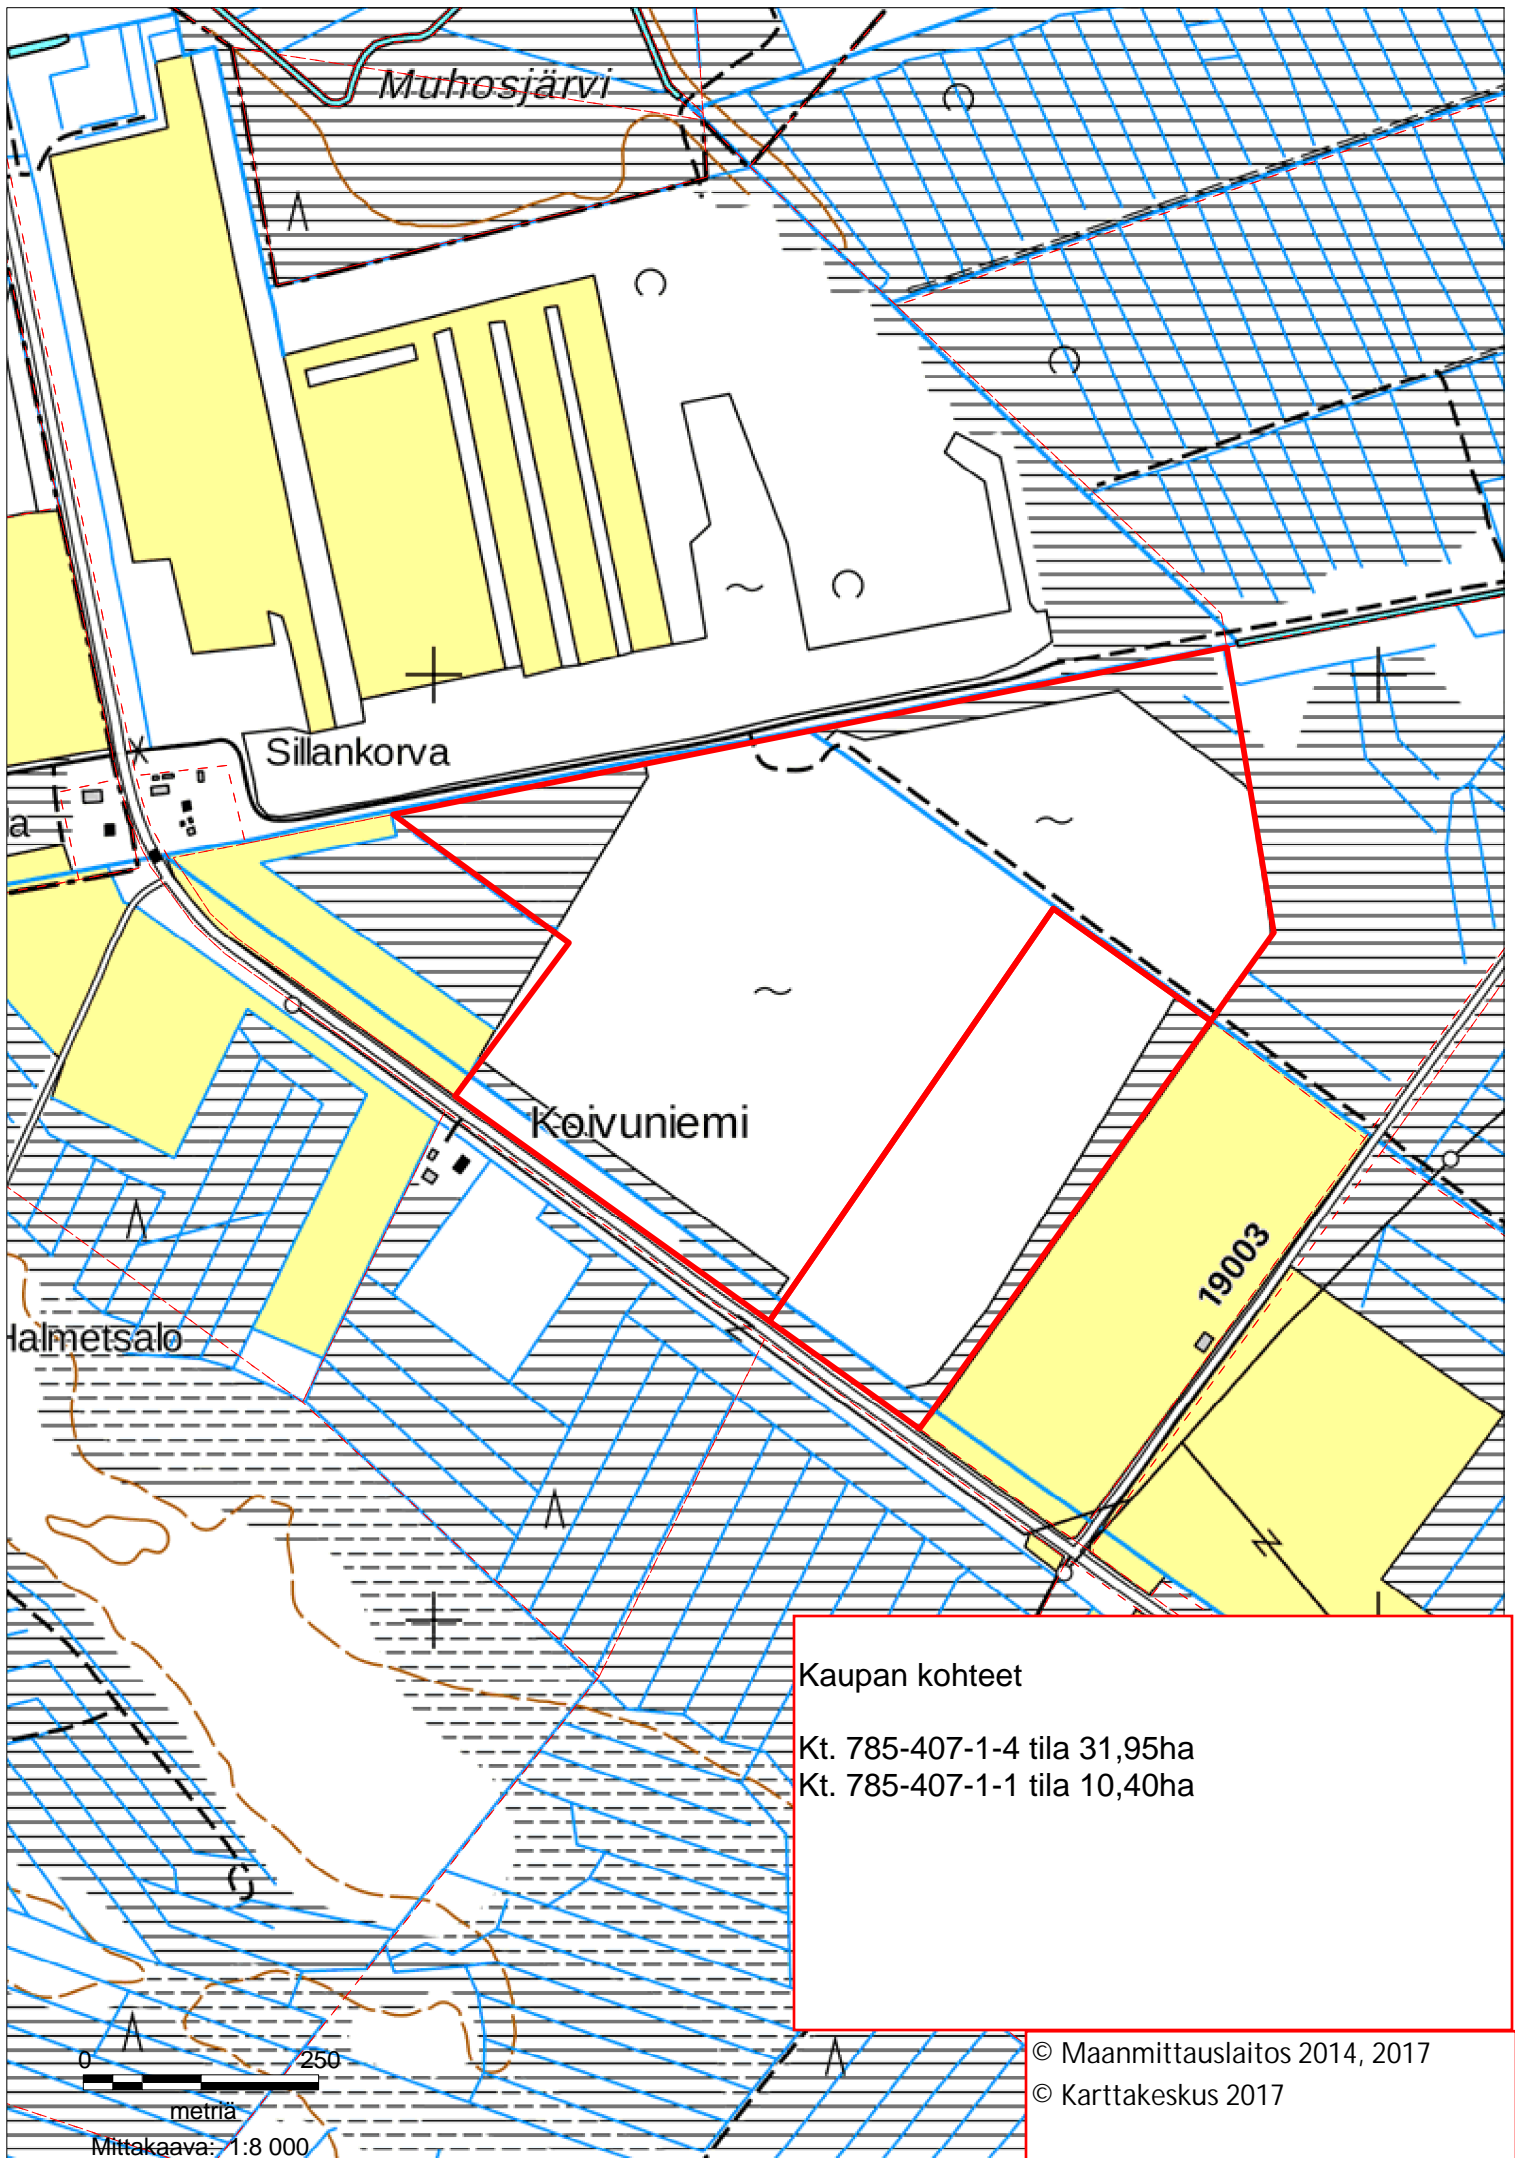 Muhosjärvi
Sillankorva
a
Koivuniemi
19003
Halmetsalo
Kaupan kohteet
Kt. 785-407-1-4 tila 31,95ha
Kt. 785-407-1-1 tila 10,40ha
0 250
metriä
Mittakaava: 1:8 000
© Maanmittauslaitos 2014, 2017
© Karttakeskus 2017